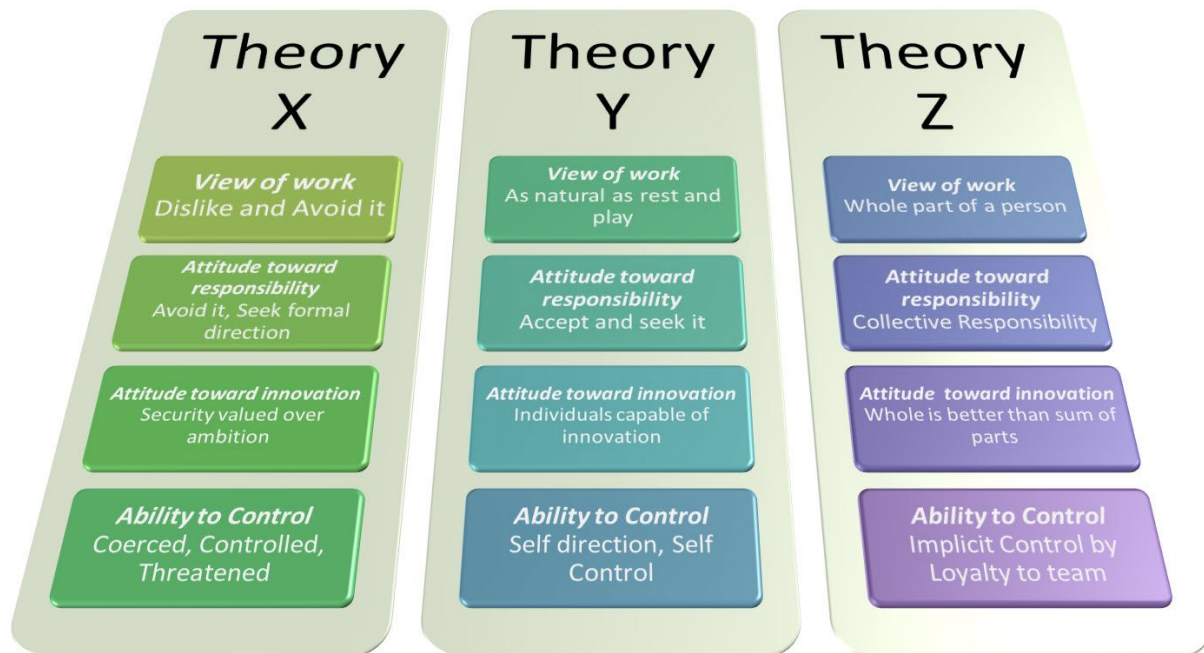 Theory
X
View of work
Dislike and Avoid it
Attitude toward
responsibility
Avoid it, Seek formal
direction
Attitude toward innovation
Security valued over
ambition
Ability to Control
Coerced, Controlled,
Threatened
Theory
Y
View of work
As natural as rest and
play
Attitude toward
responsibility
Accept and seek it
Attitude toward innovation
Individuals capable of
innovation
Ability to Control
Self direction, Self
Control
Theory
Z
View of work
Whole part of a person
Attitude toward
responsibility
Collective Responsibility
Attitude toward innovation
Whole is better than sum of
parts
Ability to Control
Implicit Control by
Loyalty to team